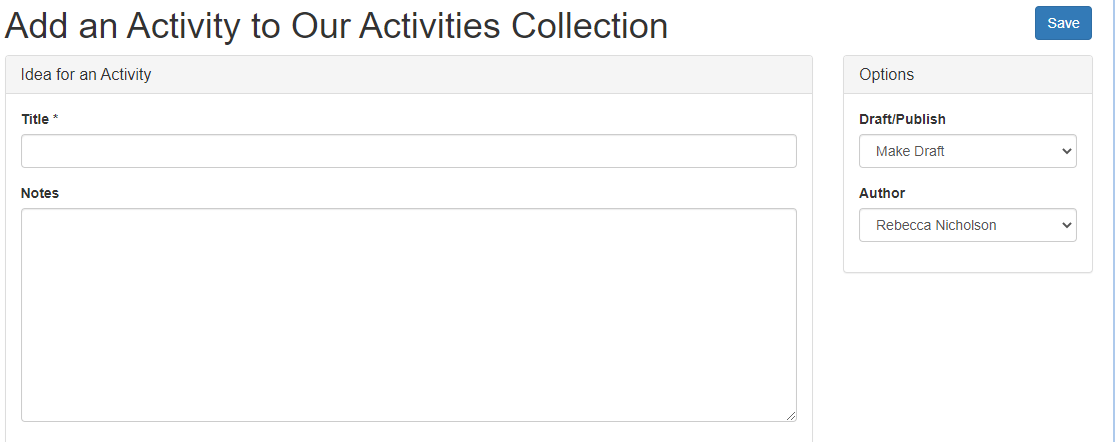 Add an Activity to Our Activities Collection
Save
Idea for an Activity
Title *
Notes
Options
Draft/Publish
Make Draft
Author
Rebecca Nicholson